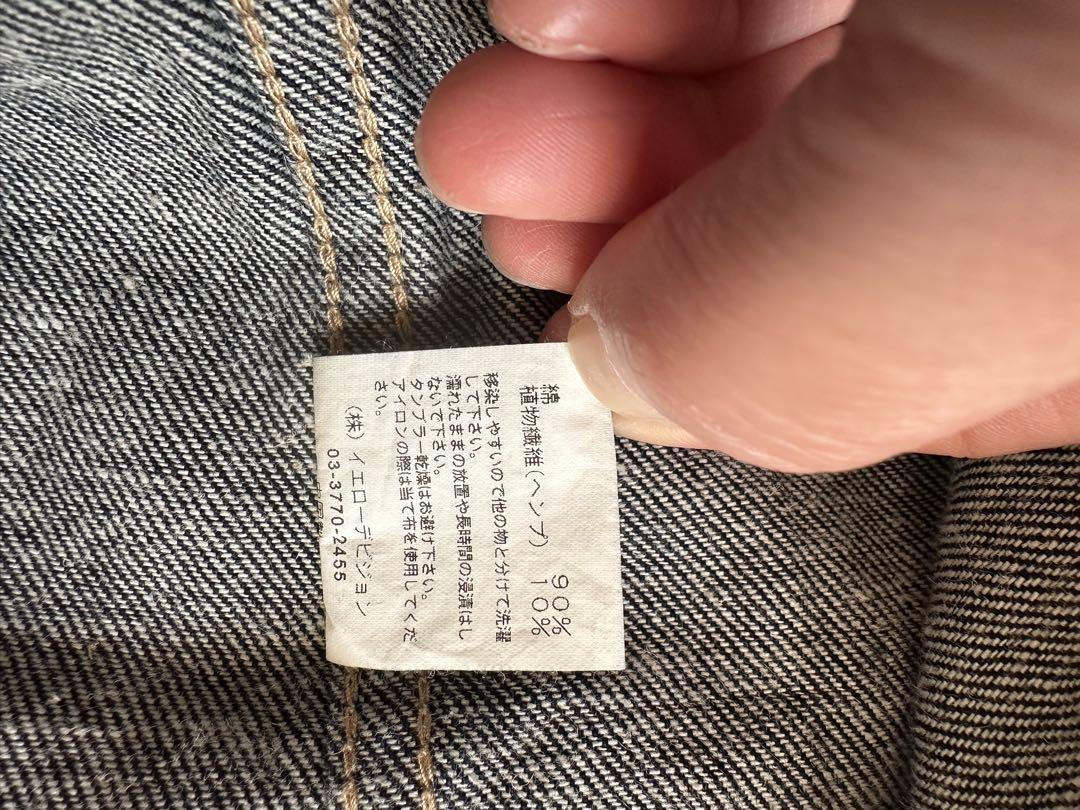 綿 90%
植物繊維(ヘンプ) 10%
移染しやすいので他の物と分けて洗濯
して下さい。
濡れたままの放置や長時間の浸漬はし
ないで下さい。
タンブラー乾燥はお避け下さい。
アイロンの際は当て布を使用してくだ
さい。
(株)イエローデビジョン
03-3770-2455